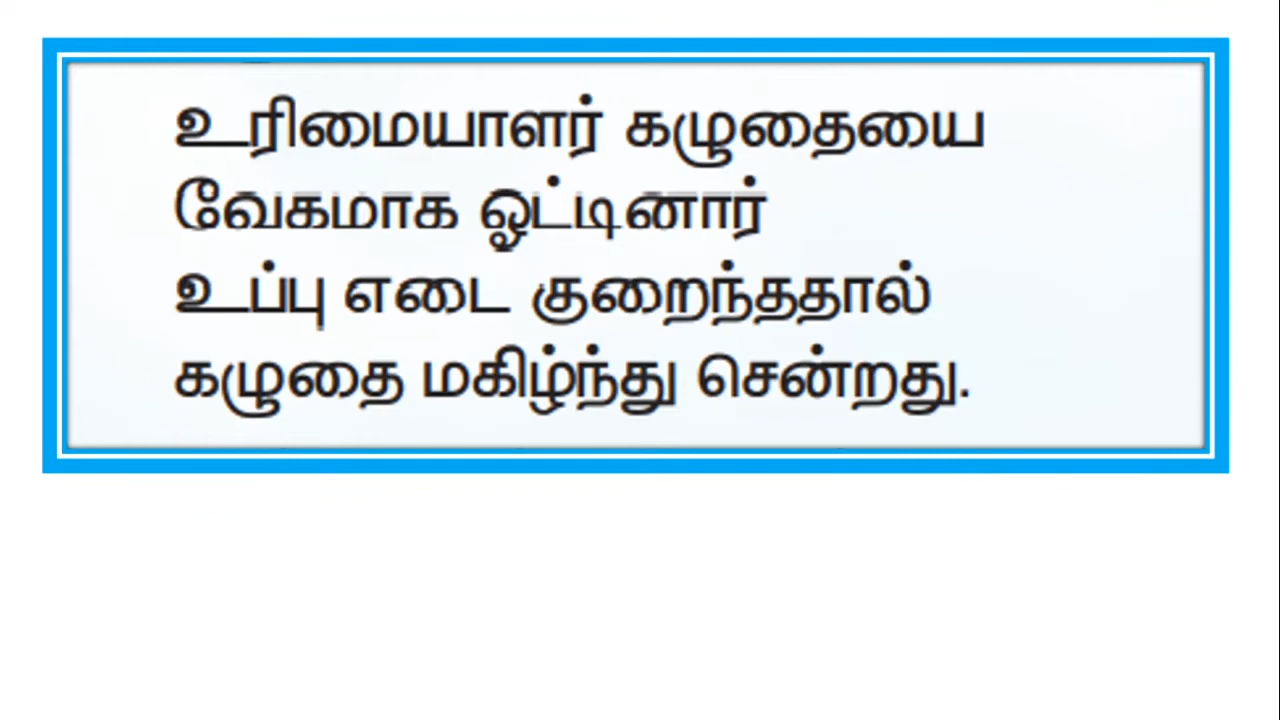 உரிமையாளர் கழுதையை
வேகமாக ஓட்டினார்
உப்பு எடை குறைந்ததால்
கழுதை மகிழ்ந்து சென்றது.